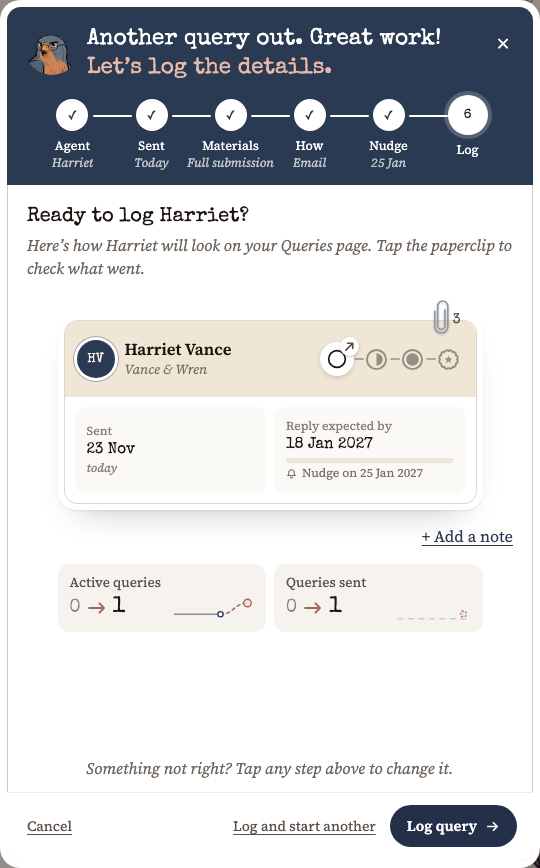 Another query out. Great work!
Let's log the details.
✕
✓ ✓ ✓ ✓ ✓ 6
Agent Sent Materials How Nudge Log
Harriet Today Full submission Email 25 Jan
Ready to log Harriet?
Here's how Harriet will look on your Queries page. Tap the paperclip to
check what went.
3
HV
Harriet Vance
Vance & Wren
Sent
23 Nov
today
Reply expected by
18 Jan 2027
Nudge on 25 Jan 2027
+ Add a note
Active queries
0 → 1
Queries sent
0 → 1
Something not right? Tap any step above to change it.
Cancel
Log and start another
Log query →